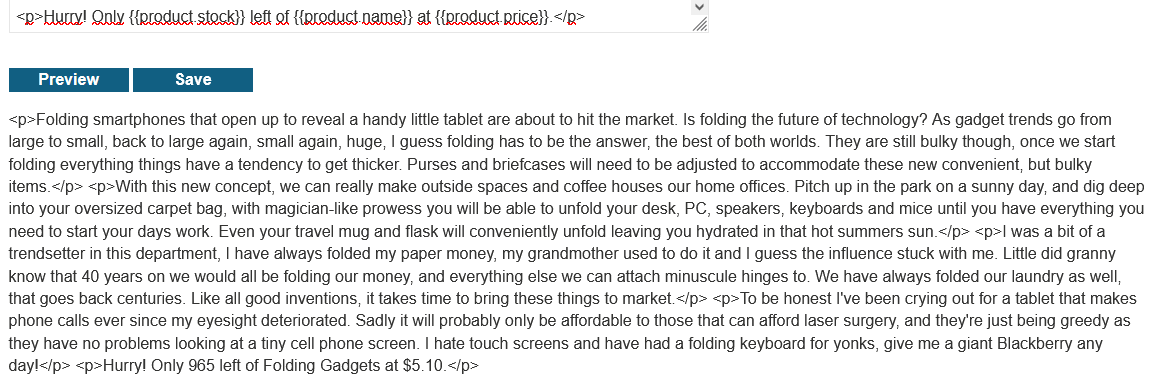 <p>Hurry! Only {{product.stock}} left of {{product.name}} at {{product.price}}.</p>
Preview Save
<p>Folding smartphones that open up to reveal a handy little tablet are about to hit the market. Is folding the future of technology? As gadget trends go from
large to small, back to large again, small again, huge, I guess folding has to be the answer, the best of both worlds. They are still bulky though, once we start
folding everything things have a tendency to get thicker. Purses and briefcases will need to be adjusted to accommodate these new convenient, but bulky
items.</p> <p>With this new concept, we can really make outside spaces and coffee houses our home offices. Pitch up in the park on a sunny day, and dig deep
into your oversized carpet bag, with magician-like prowess you will be able to unfold your desk, PC, speakers, keyboards and mice until you have everything you
need to start your days work. Even your travel mug and flask will conveniently unfold leaving you hydrated in that hot summers sun.</p> <p>I was a bit of a
trendsetter in this department, I have always folded my paper money, my grandmother used to do it and I guess the influence stuck with me. Little did granny
know that 40 years on we would all be folding our money, and everything else we can attach minuscule hinges to. We have always folded our laundry as well,
that goes back centuries. Like all good inventions, it takes time to bring these things to market.</p> <p>To be honest I've been crying out for a tablet that makes
phone calls ever since my eyesight deteriorated. Sadly it will probably only be affordable to those that can afford laser surgery, and they're just being greedy as
they have no problems looking at a tiny cell phone screen. I hate touch screens and have had a folding keyboard for yonks, give me a giant Blackberry any
day!</p> <p>Hurry! Only 965 left of Folding Gadgets at $5.10.</p>